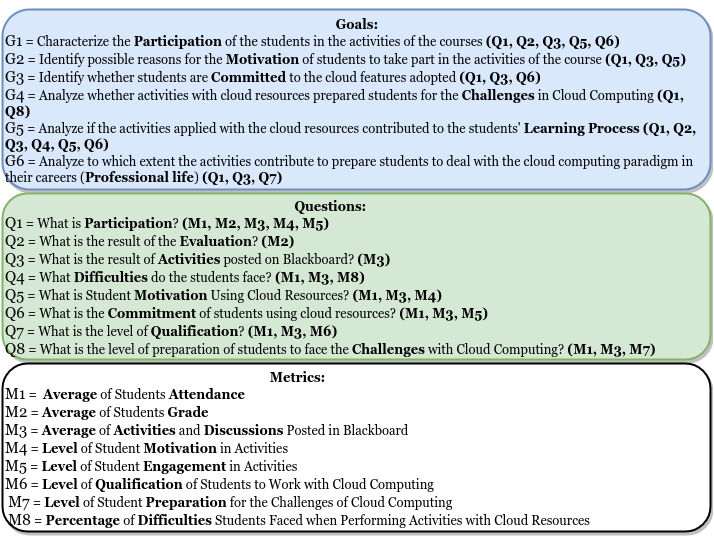 Goals:
G1 = Characterize the Participation of the students in the activities of the courses (Q1, Q2, Q3, Q5, Q6)
G2 = Identify possible reasons for the Motivation of students to take part in the activities of the course (Q1, Q3, Q5)
G3 = Identify whether students are Committed to the cloud features adopted (Q1, Q3, Q6)
G4 = Analyze whether activities with cloud resources prepared students for the Challenges in Cloud Computing (Q1,
Q8)
G5 = Analyze if the activities applied with the cloud resources contributed to the students' Learning Process (Q1, Q2,
Q3, Q4, Q5, Q6)
G6 = Analyze to which extent the activities contribute to prepare students to deal with the cloud computing paradigm in
their careers (Professional life) (Q1, Q3, Q7)
Questions:
Q1 = What is Participation? (M1, M2, M3, M4, M5)
Q2 = What is the result of the Evaluation? (M2)
Q3 = What is the result of Activities posted on Blackboard? (M3)
Q4 = What Difficulties do the students face? (M1, M3, M8)
Q5 = What is Student Motivation Using Cloud Resources? (M1, M3, M4)
Q6 = What is the Commitment of students using cloud resources? (M1, M3, M5)
Q7 = What is the level of Qualification? (M1, M3, M6)
Q8 = What is the level of preparation of students to face the Challenges with Cloud Computing? (M1, M3, M7)
Metrics:
M1 = Average of Students Attendance
M2 = Average of Students Grade
M3 = Average of Activities and Discussions Posted in Blackboard
M4 = Level of Student Motivation in Activities
M5 = Level of Student Engagement in Activities
M6 = Level of Qualification of Students to Work with Cloud Computing
M7 = Level of Student Preparation for the Challenges of Cloud Computing
M8 = Percentage of Difficulties Students Faced when Performing Activities with Cloud Resources